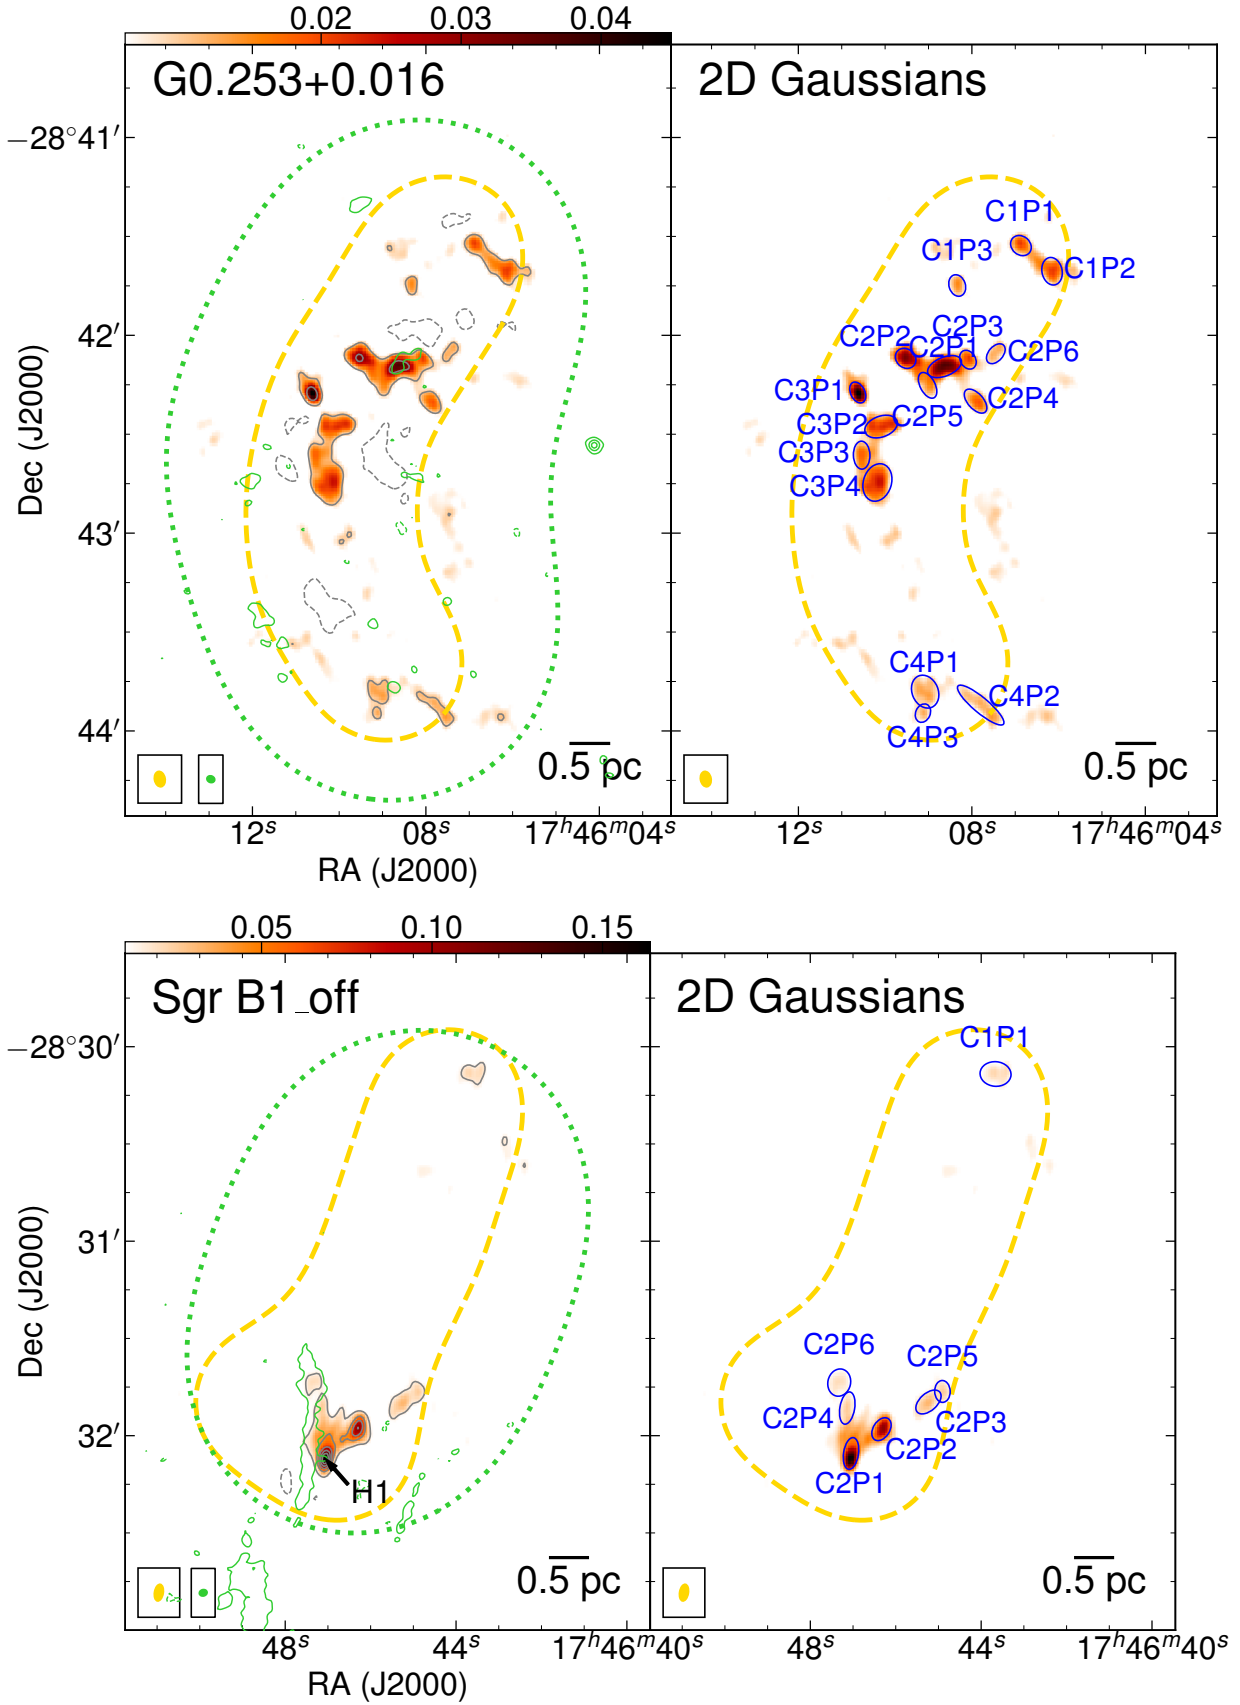 0.02 0.03 0.04
G0.253+0.016
2D Gaussians
−28°41′
42′
43′
44′
Dec (J2000)
C1P1
C1P3
C1P2
C2P3
C2P2
C2P1
C2P6
C3P1
C2P4
C2P5
C3P2
C3P3
C3P4
C4P1
C4P2
C4P3
0.5 pc
0.5 pc
12s 08s 17h46m04s
12s 08s 17h46m04s
RA (J2000)
0.05 0.10 0.15
Sgr B1_off
2D Gaussians
−28°30′
31′
32′
Dec (J2000)
C1P1
C2P6
C2P5
C2P4
C2P3
C2P2
C2P1
H1
0.5 pc
0.5 pc
48s 44s 17h46m40s
48s 44s 17h46m40s
RA (J2000)